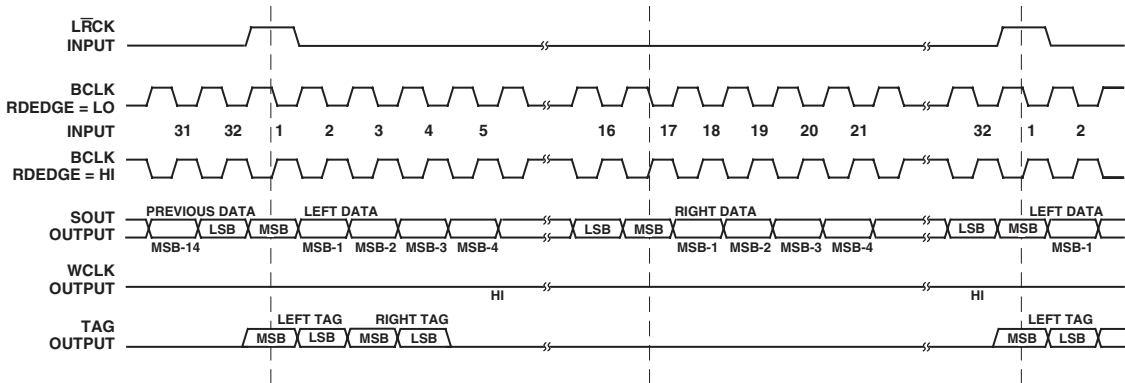 LR̅CK
INPUT
BCLK
RDEDGE = LO
INPUT 31 32 1 2 3 4 5 16 17 18 19 20 21 32 1 2
BCLK
RDEDGE = HI
PREVIOUS DATA LEFT DATA RIGHT DATA LEFT DATA
SOUT
OUTPUT LSB MSB LSB MSB LSB MSB
MSB-14 MSB-1 MSB-2 MSB-3 MSB-4 MSB-1 MSB-2 MSB-3 MSB-4 MSB-1
WCLK
OUTPUT
HI HI
LEFT TAG RIGHT TAG LEFT TAG
TAG
OUTPUT MSB LSB MSB LSB MSB LSB